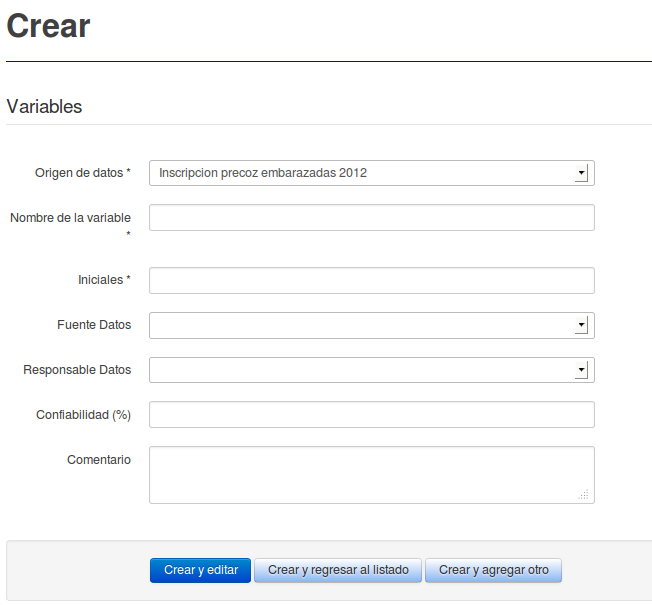 Crear
Variables
Origen de datos * Inscripcion precoz embarazadas 2012
Nombre de la variable
*
Iniciales *
Fuente Datos
Responsable Datos
Confiabilidad (%)
Comentario
Crear y editar Crear y regresar al listado Crear y agregar otro